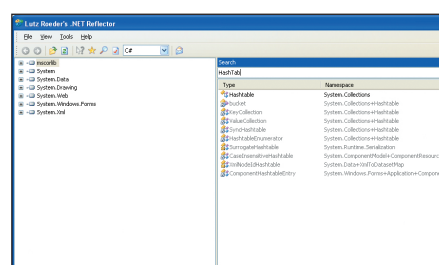 Lutz Roeder's .NET Reflector
File View Tools Help
C#
mscorlib
System
System.Data
System.Drawing
System.Web
System.Windows.Forms
System.Xml
Search
HashTab
Type Namespace
Hashtable System.Collections
bucket System.Collections+Hashtable
KeyCollection System.Collections+Hashtable
ValueCollection System.Collections+Hashtable
SyncHashtable System.Collections+Hashtable
HashtableEnumerator System.Collections+Hashtable
SurrogateHashtable System.Runtime.Serialization
CaseInsensitiveHashtable System.ComponentModel+ComponentResourc
XmlNodeIdHashtable System.Data+XmlToDatasetMap
ComponentHashtableEntry System.Windows.Forms+Application+Compone